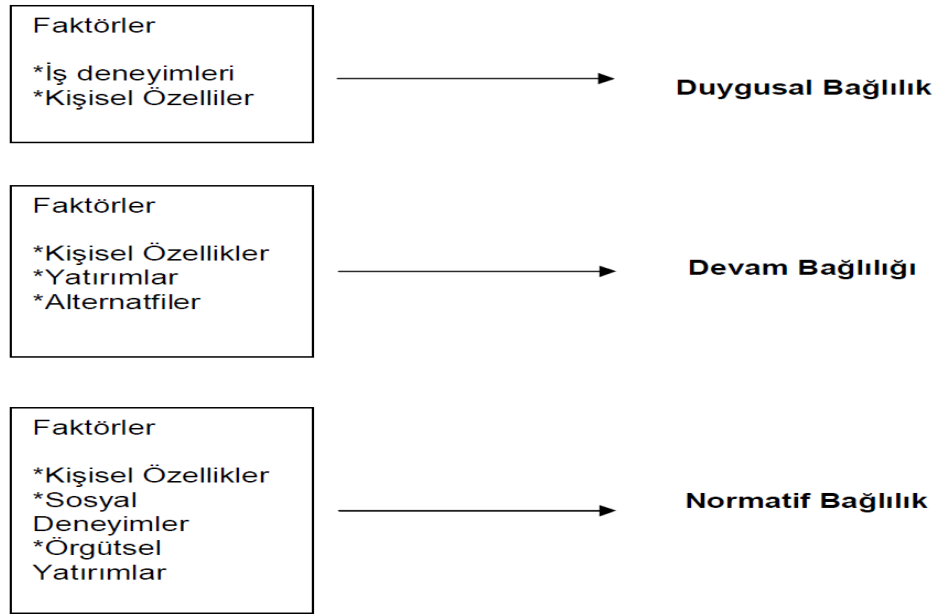 Faktörler
*İş deneyimleri
*Kişisel Özelliler
Duygusal Bağlılık
Faktörler
*Kişisel Özellikler
*Yatırımlar
*Alternatfiler
Devam Bağlılığı
Faktörler
*Kişisel Özellikler
*Sosyal
Deneyimler
*Örgütsel
Yatırımlar
Normatif Bağlılık